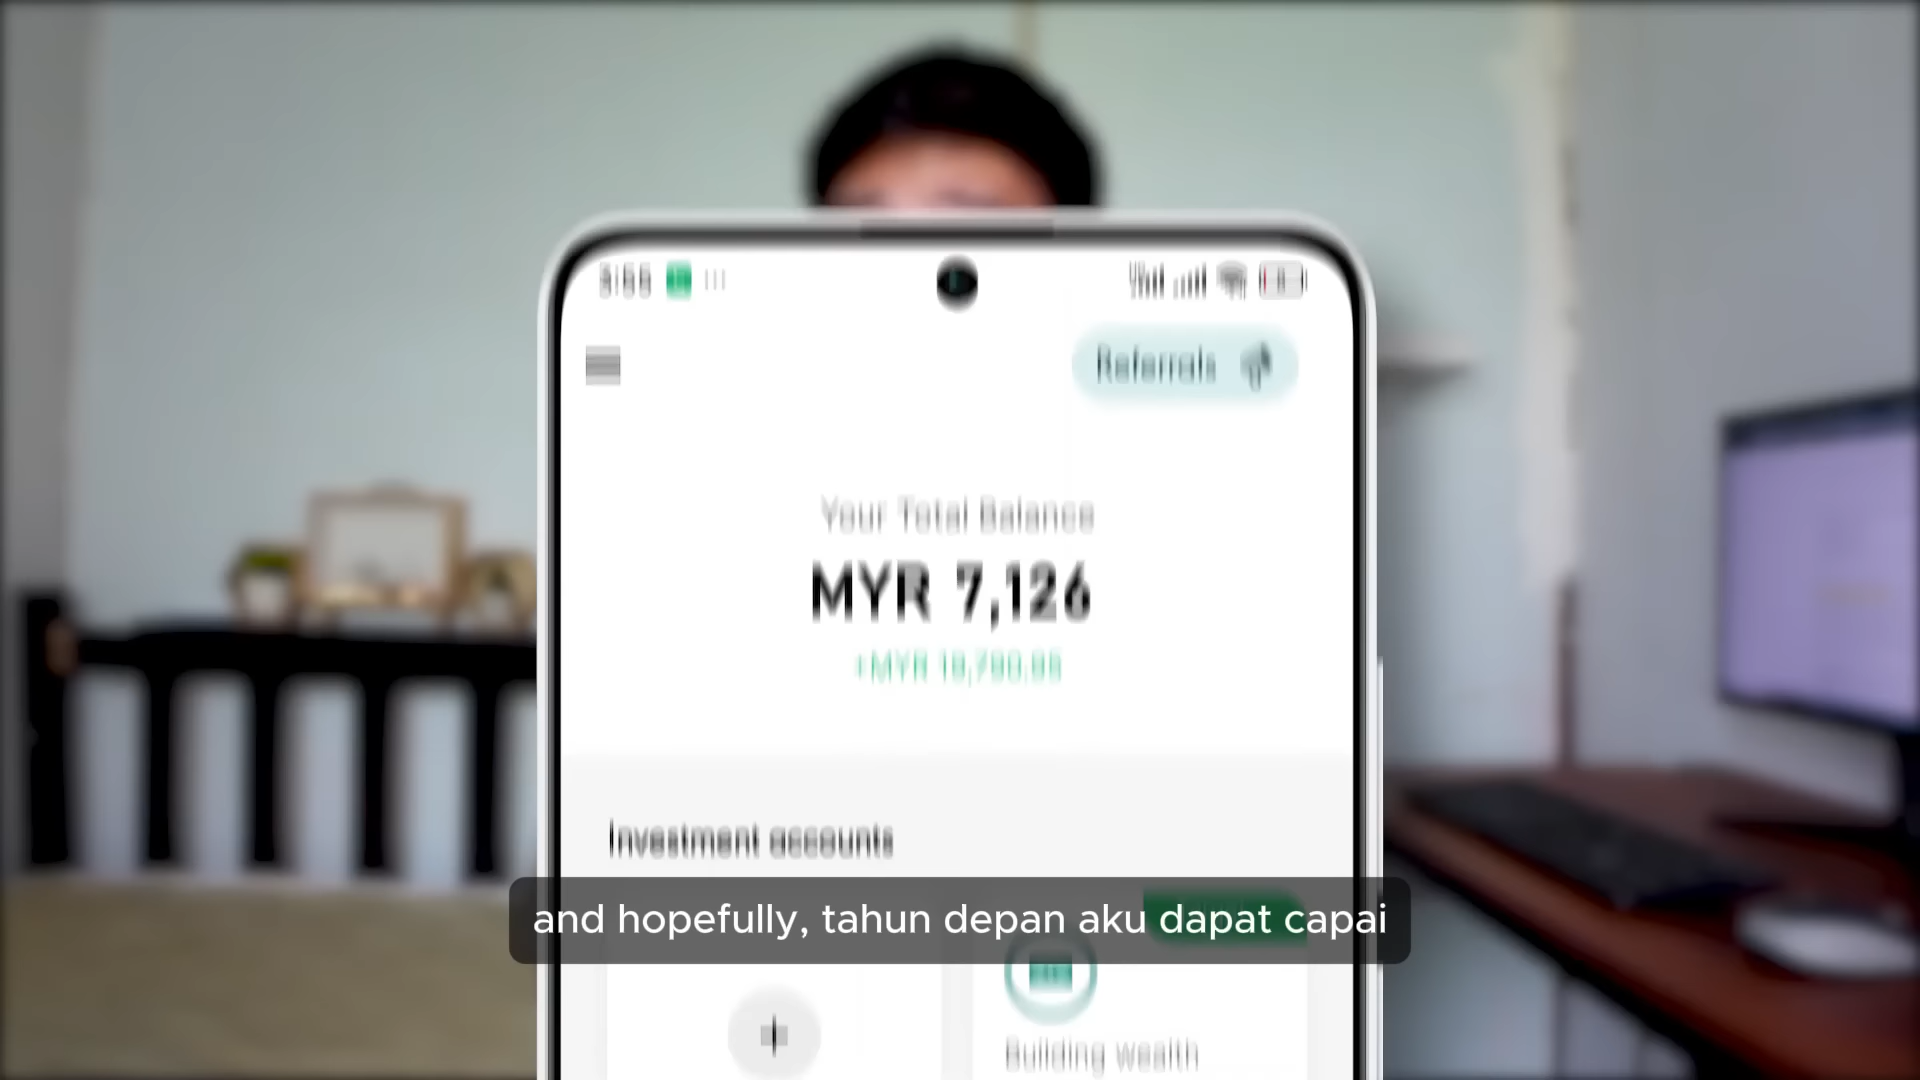 Referrals
Your Total Balance
MYR 7,126
Investment accounts
and hopefully, tahun depan aku dapat capai
Building wealth